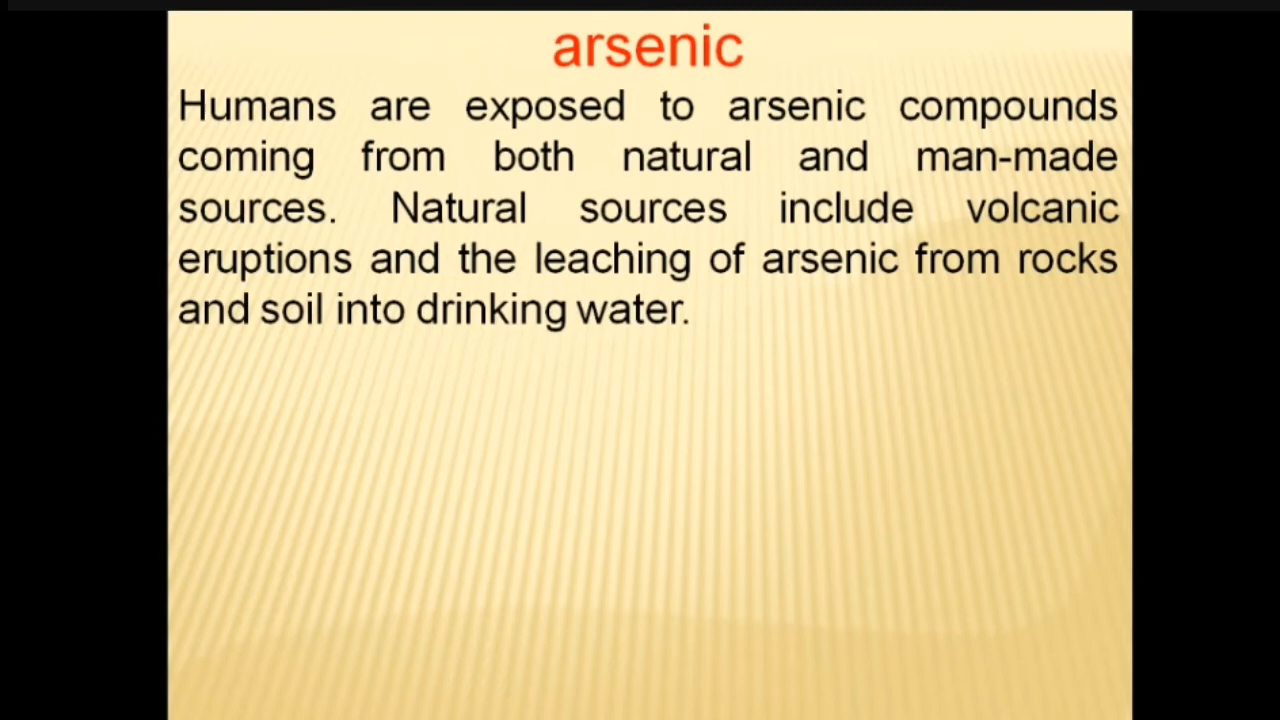 arsenic
Humans are exposed to arsenic compounds
coming from both natural and man-made
sources. Natural sources include volcanic
eruptions and the leaching of arsenic from rocks
and soil into drinking water.